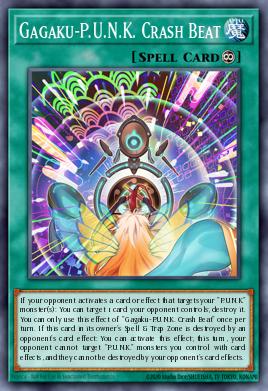 GAGAKU-P.U.N.K. CRASH BEAT
魔
[SPELL CARD]
If your opponent activates a card or effect that targets your "P.U.N.K."
monster(s): You can target 1 card your opponent controls; destroy it.
You can only use this effect of "Gagaku-P.U.N.K. Crash Beat" once per
turn. If this card in its owner's Spell & Trap Zone is destroyed by an
opponent's card effect: You can activate this effect; this turn, your
opponent cannot target "P.U.N.K." monsters you control with card
effects, and they cannot be destroyed by your opponent's card effects.